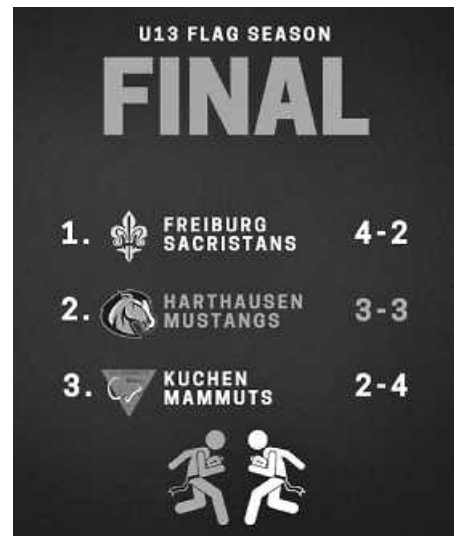 U13 FLAG SEASON
FINAL
1. FREIBURG SACRISTANS 4-2
2. HARTHAUSEN MUSTANGS 3-3
3. KUCHEN MAMMUTS 2-4